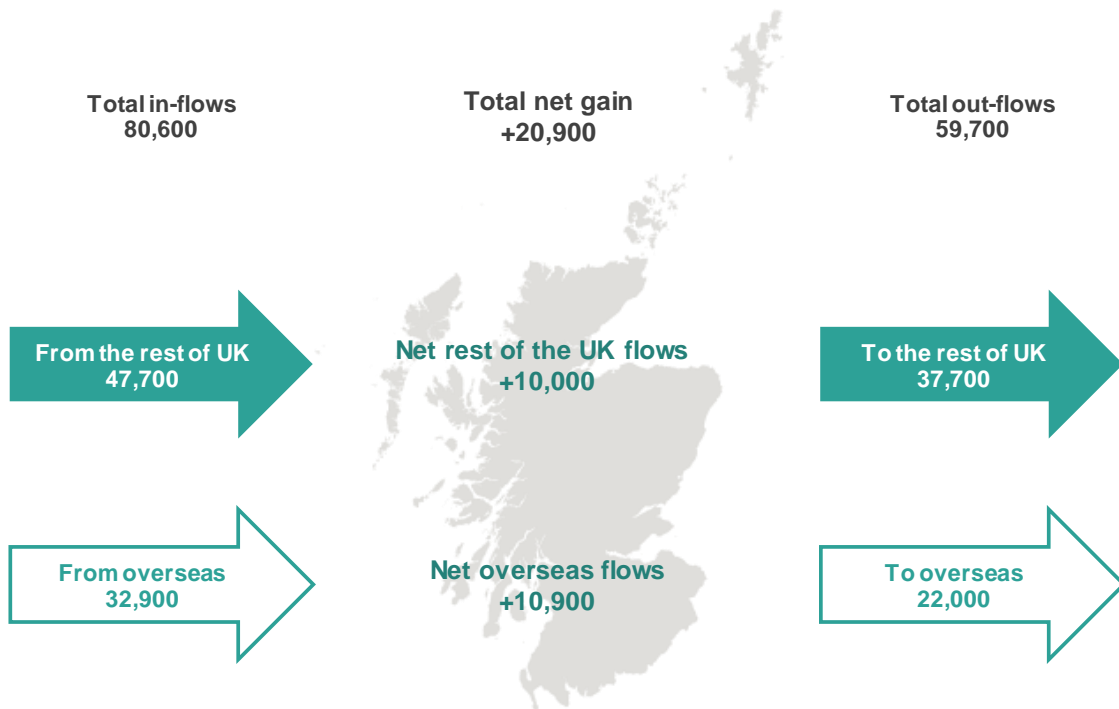 Total in-flows
80,600
Total net gain
+20,900
Total out-flows
59,700
From the rest of UK
47,700
Net rest of the UK flows
+10,000
To the rest of UK
37,700
From overseas
32,900
Net overseas flows
+10,900
To overseas
22,000